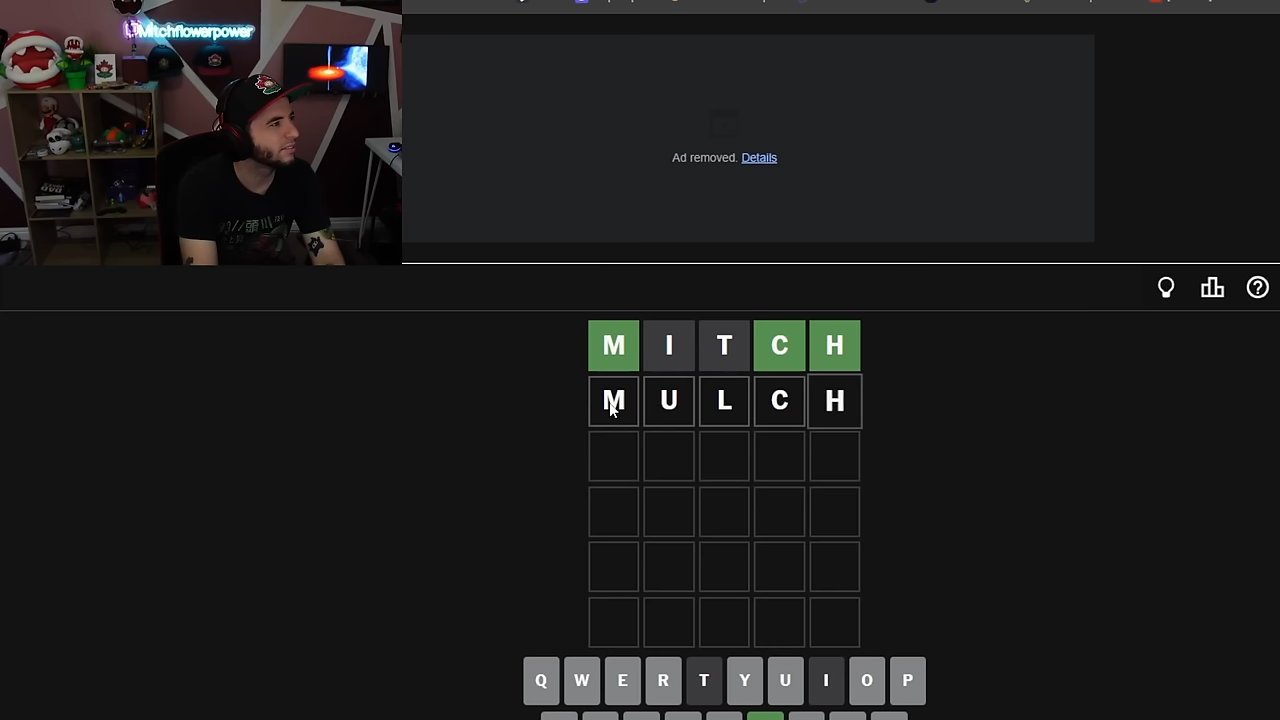 Mitchflowerpower
Ad removed. Details
M I T C H
M U L C H
Q W E R T Y U I O P